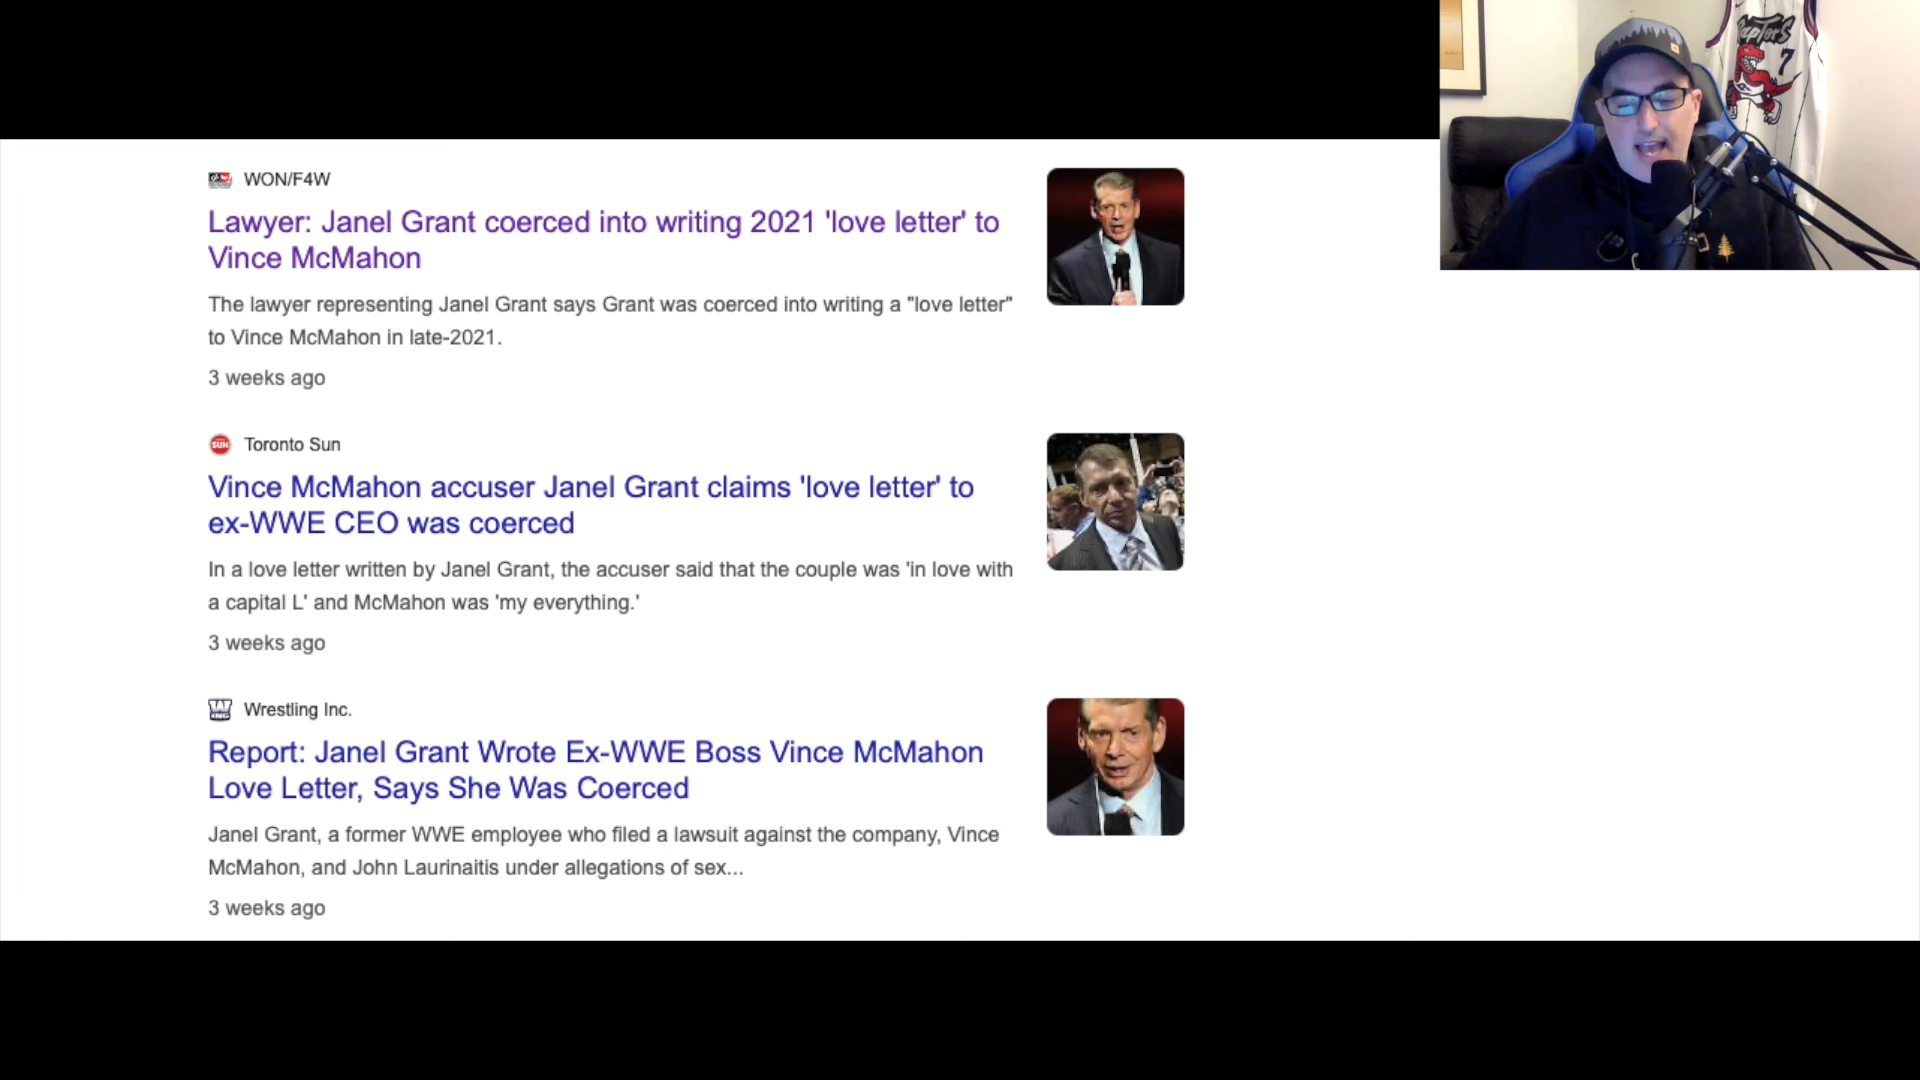 WON/F4W
Lawyer: Janel Grant coerced into writing 2021 'love letter' to
Vince McMahon
The lawyer representing Janel Grant says Grant was coerced into writing a "love letter"
to Vince McMahon in late-2021.
3 weeks ago
SUN
Toronto Sun
Vince McMahon accuser Janel Grant claims 'love letter' to
ex-WWE CEO was coerced
In a love letter written by Janel Grant, the accuser said that the couple was 'in love with
a capital L' and McMahon was 'my everything.'
3 weeks ago
Wrestling Inc.
Report: Janel Grant Wrote Ex-WWE Boss Vince McMahon
Love Letter, Says She Was Coerced
Janel Grant, a former WWE employee who filed a lawsuit against the company, Vince
McMahon, and John Laurinaitis under allegations of sex...
3 weeks ago
RAPTORS
7